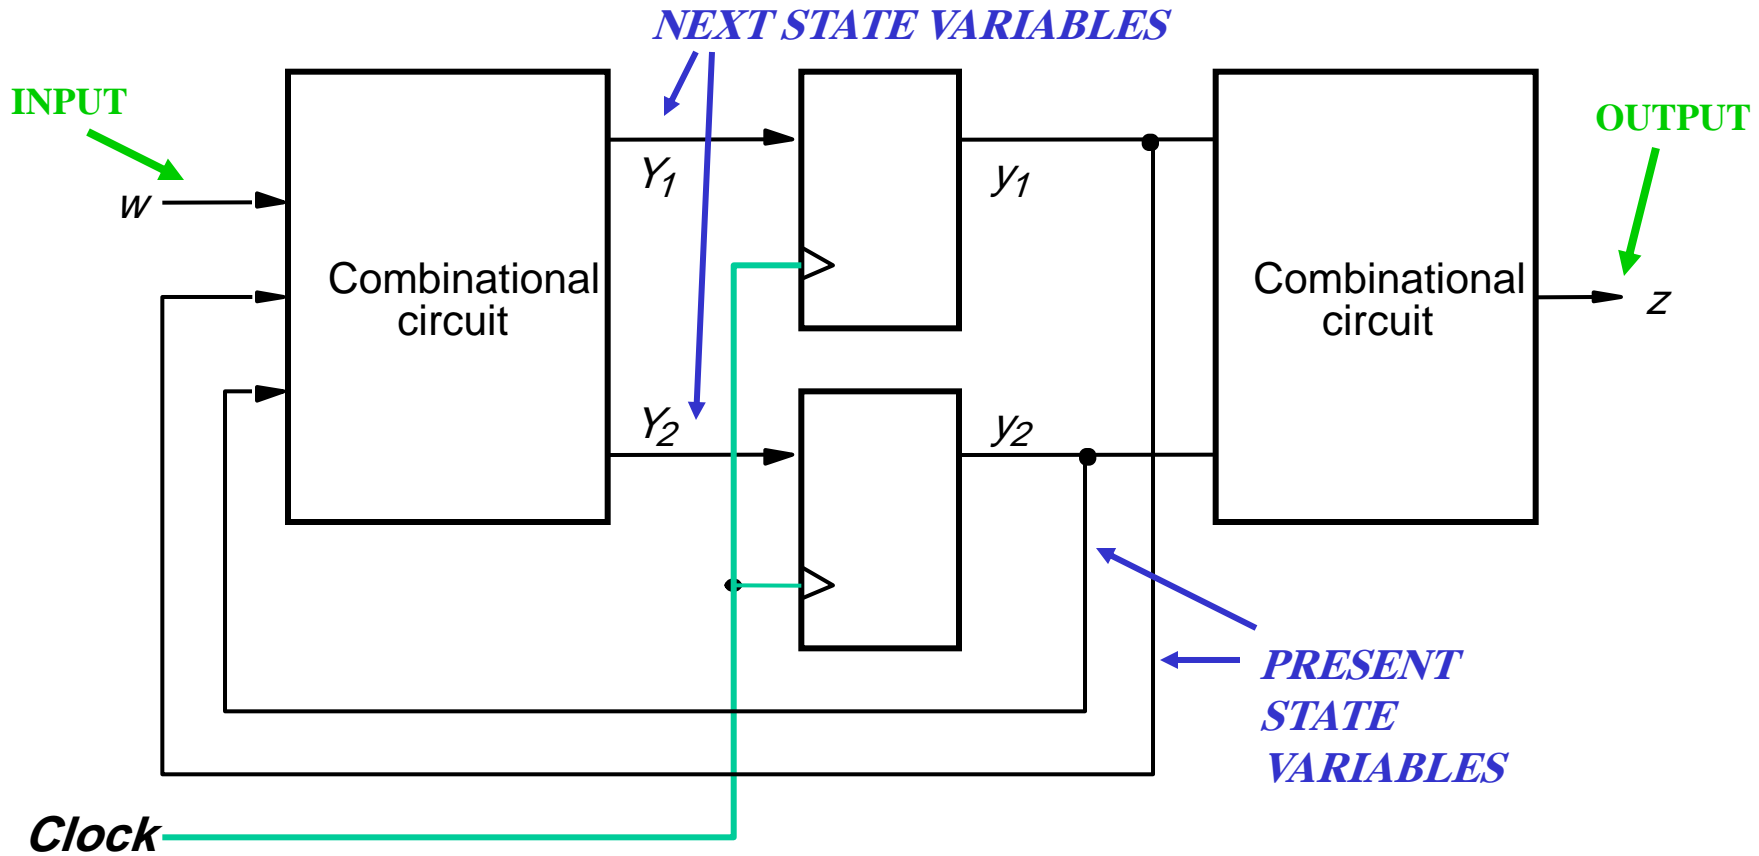 NEXT STATE VARIABLES
INPUT
OUTPUT
w
Y1
y1
Combinational
circuit
Combinational
circuit
z
Y2
y2
PRESENT
STATE
VARIABLES
Clock